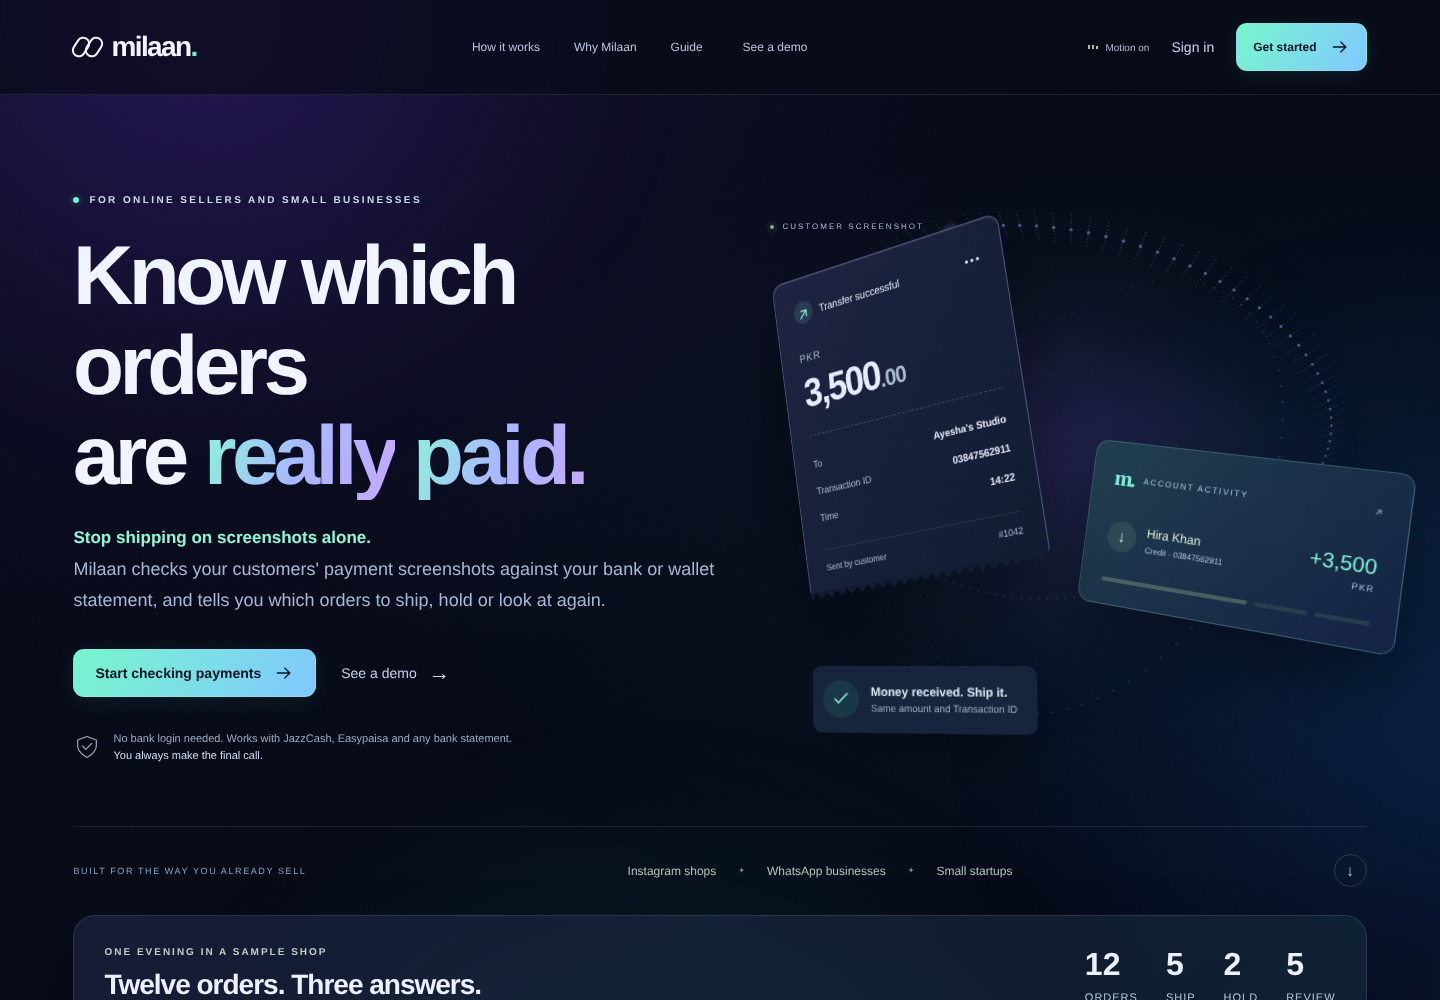 milaan.
How it works
Why Milaan
Guide
See a demo
Motion on
Sign in
Get started
FOR ONLINE SELLERS AND SMALL BUSINESSES
Know which
orders
are really paid.
Stop shipping on screenshots alone.
Milaan checks your customers' payment screenshots against your bank or wallet
statement, and tells you which orders to ship, hold or look at again.
Start checking payments
See a demo
No bank login needed. Works with JazzCash, Easypaisa and any bank statement.
You always make the final call.
CUSTOMER SCREENSHOT
Transfer successful
PKR
3,500.00
To
Ayesha's Studio
Transaction ID
03847562911
Time
14:22
Sent by customer
#1042
m. ACCOUNT ACTIVITY
Hira Khan
Credit · 03847562911
+3,500
PKR
Money received. Ship it.
Same amount and Transaction ID
BUILT FOR THE WAY YOU ALREADY SELL
Instagram shops
WhatsApp businesses
Small startups
ONE EVENING IN A SAMPLE SHOP
Twelve orders. Three answers.
12
ORDERS
5
SHIP
2
HOLD
5
REVIEW